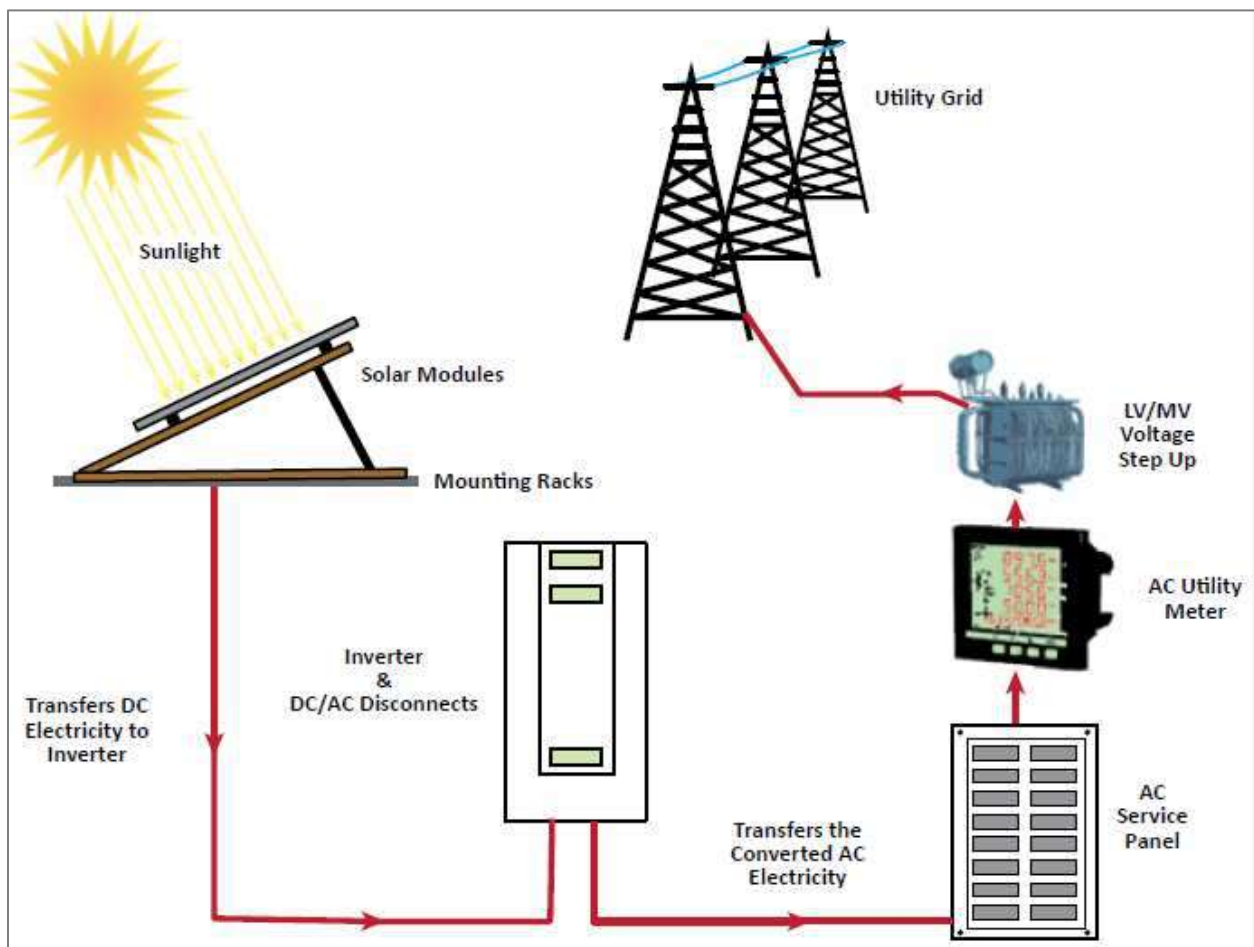 Utility Grid
Sunlight
Solar Modules
LV/MV
Voltage
Step Up
Mounting Racks
AC Utility
Meter
Inverter
&
DC/AC Disconnects
Transfers DC
Electricity to
Inverter
AC
Service
Panel
Transfers the
Converted AC
Electricity